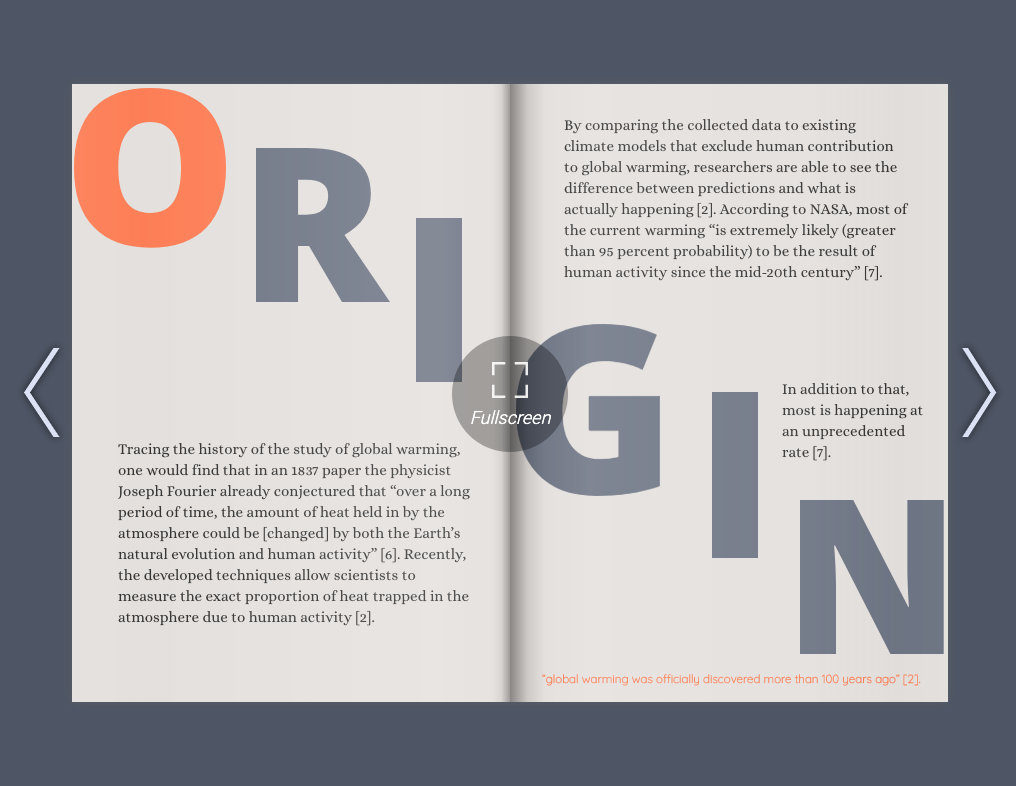 ORIGIN
Tracing the history of the study of global warming,
one would find that in an 1837 paper the physicist
Joseph Fourier already conjectured that “over a long
period of time, the amount of heat held in by the
atmosphere could be [changed] by both the Earth’s
natural evolution and human activity” [6]. Recently,
the developed techniques allow scientists to
measure the exact proportion of heat trapped in the
atmosphere due to human activity [2].
By comparing the collected data to existing
climate models that exclude human contribution
to global warming, researchers are able to see the
difference between predictions and what is
actually happening [2]. According to NASA, most of
the current warming “is extremely likely (greater
than 95 percent probability) to be the result of
human activity since the mid-20th century” [7].
Fullscreen
In addition to that,
most is happening at
an unprecedented
rate [7].
“global warming was officially discovered more than 100 years ago” [2].